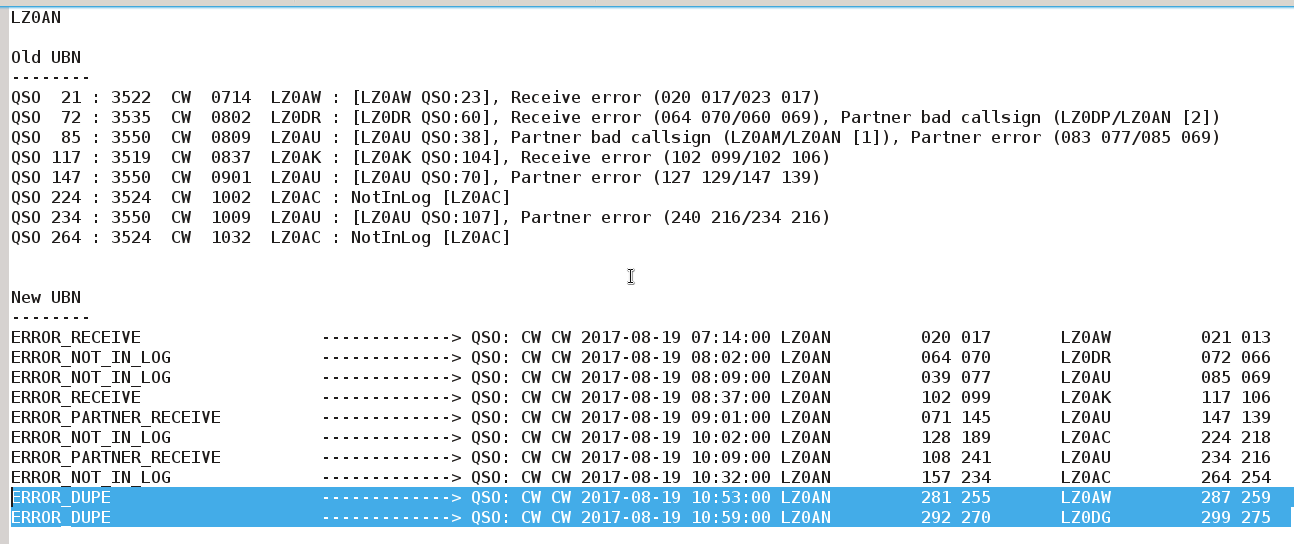 LZ0AN
Old UBN
--------
QSO  21 : 3522  CW  0714  LZ0AW : [LZ0AW QSO:23], Receive error (020 017/023 017)
QSO  72 : 3535  CW  0802  LZ0DR : [LZ0DR QSO:60], Receive error (064 070/060 069), Partner bad callsign (LZ0DP/LZ0AN [2])
QSO  85 : 3550  CW  0809  LZ0AU : [LZ0AU QSO:38], Partner bad callsign (LZ0AM/LZ0AN [1]), Partner error (083 077/085 069)
QSO 117 : 3519  CW  0837  LZ0AK : [LZ0AK QSO:104], Receive error (102 099/102 106)
QSO 147 : 3550  CW  0901  LZ0AU : [LZ0AU QSO:70], Partner error (127 129/147 139)
QSO 224 : 3524  CW  1002  LZ0AC : NotInLog [LZ0AC]
QSO 234 : 3550  CW  1009  LZ0AU : [LZ0AU QSO:107], Partner error (240 216/234 216)
QSO 264 : 3524  CW  1032  LZ0AC : NotInLog [LZ0AC]
New UBN
--------
ERROR_RECEIVE                  -------------> QSO: CW CW 2017-08-19 07:14:00 LZ0AN         020 017       LZ0AW         021 013
ERROR_NOT_IN_LOG               -------------> QSO: CW CW 2017-08-19 08:02:00 LZ0AN         064 070       LZ0DR         072 066
ERROR_NOT_IN_LOG               -------------> QSO: CW CW 2017-08-19 08:09:00 LZ0AN         039 077       LZ0AU         085 069
ERROR_RECEIVE                  -------------> QSO: CW CW 2017-08-19 08:37:00 LZ0AN         102 099       LZ0AK         117 106
ERROR_PARTNER_RECEIVE          -------------> QSO: CW CW 2017-08-19 09:01:00 LZ0AN         071 145       LZ0AU         147 139
ERROR_NOT_IN_LOG               -------------> QSO: CW CW 2017-08-19 10:02:00 LZ0AN         128 189       LZ0AC         224 218
ERROR_PARTNER_RECEIVE          -------------> QSO: CW CW 2017-08-19 10:09:00 LZ0AN         108 241       LZ0AU         234 216
ERROR_NOT_IN_LOG               -------------> QSO: CW CW 2017-08-19 10:32:00 LZ0AN         157 234       LZ0AC         264 254
ERROR_DUPE                     -------------> QSO: CW CW 2017-08-19 10:53:00 LZ0AN         281 255       LZ0AW         287 259
ERROR_DUPE                     -------------> QSO: CW CW 2017-08-19 10:59:00 LZ0AN         292 270       LZ0DG         299 275